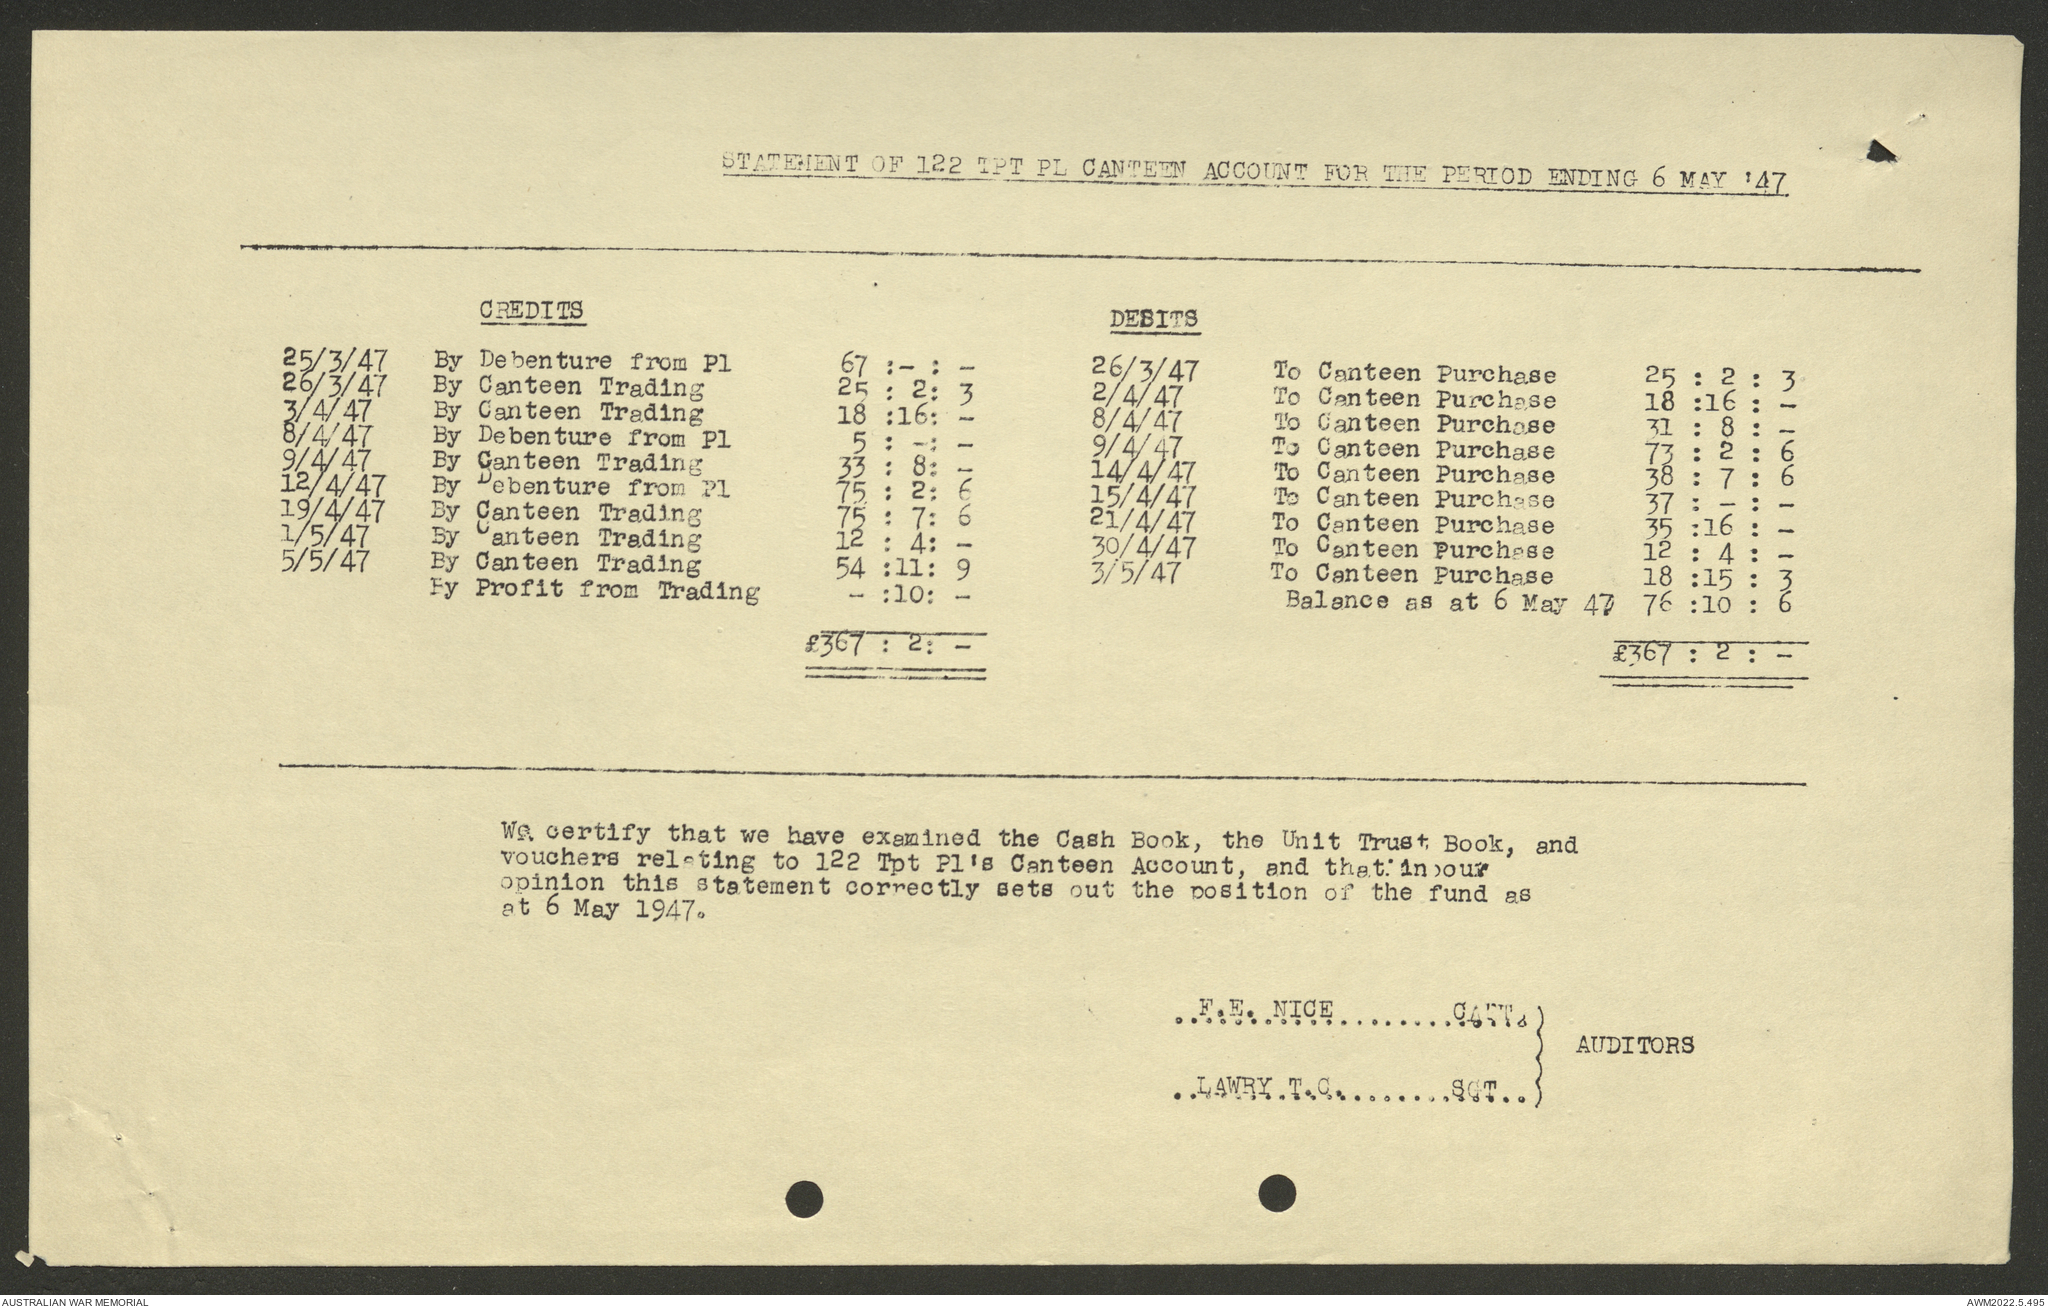 STATEMENT OF 122 TPT PL CANTEEN ACCOUNT FOR THE PERIOD ENDING 6 MAY '47
CREDITS
25/3/47 By Debenture from Pl 67 :- : -
26/3/47 By Canteen Trading 25 : 2: 3
3/4/47 By Canteen Trading 18 :16: -
8/4/47 By Debenture from Pl 5 : -: -
9/4/47 By Canteen Trading 33 : 8: -
12/4/47 By Debenture from Pl 75 : 2: 6
19/4/47 By Canteen Trading 75 : 7: 6
1/5/47 By Canteen Trading 12 : 4: -
5/5/47 By Canteen Trading 54 :11: 9
By Profit from Trading - :10: -
£367 : 2: -
DEBITS
26/3/47 To Canteen Purchase 25 : 2 : 3
2/4/47 To Canteen Purchase 18 :16 : -
8/4/47 To Canteen Purchase 31 : 8 : -
9/4/47 To Canteen Purchase 73 : 2 : 6
14/4/47 To Canteen Purchase 38 : 7 : 6
15/4/47 To Canteen Purchase 37 : - : -
21/4/47 To Canteen Purchase 35 :16 : -
30/4/47 To Canteen Purchase 12 : 4 : -
3/5/47 To Canteen Purchase 18 :15 : 3
Balance as at 6 May 47 76 :10 : 6
£367 : 2 : -
We certify that we have examined the Cash Book, the Unit Trust Book, and
vouchers relating to 122 Tpt Pl's Canteen Account, and that in our
opinion this statement correctly sets out the position of the fund as
at 6 May 1947.
..F.E. NICE........CAPT.
AUDITORS
..LAWRY T.C.........SGT..
AUSTRALIAN WAR MEMORIAL
AWM2022.5.495